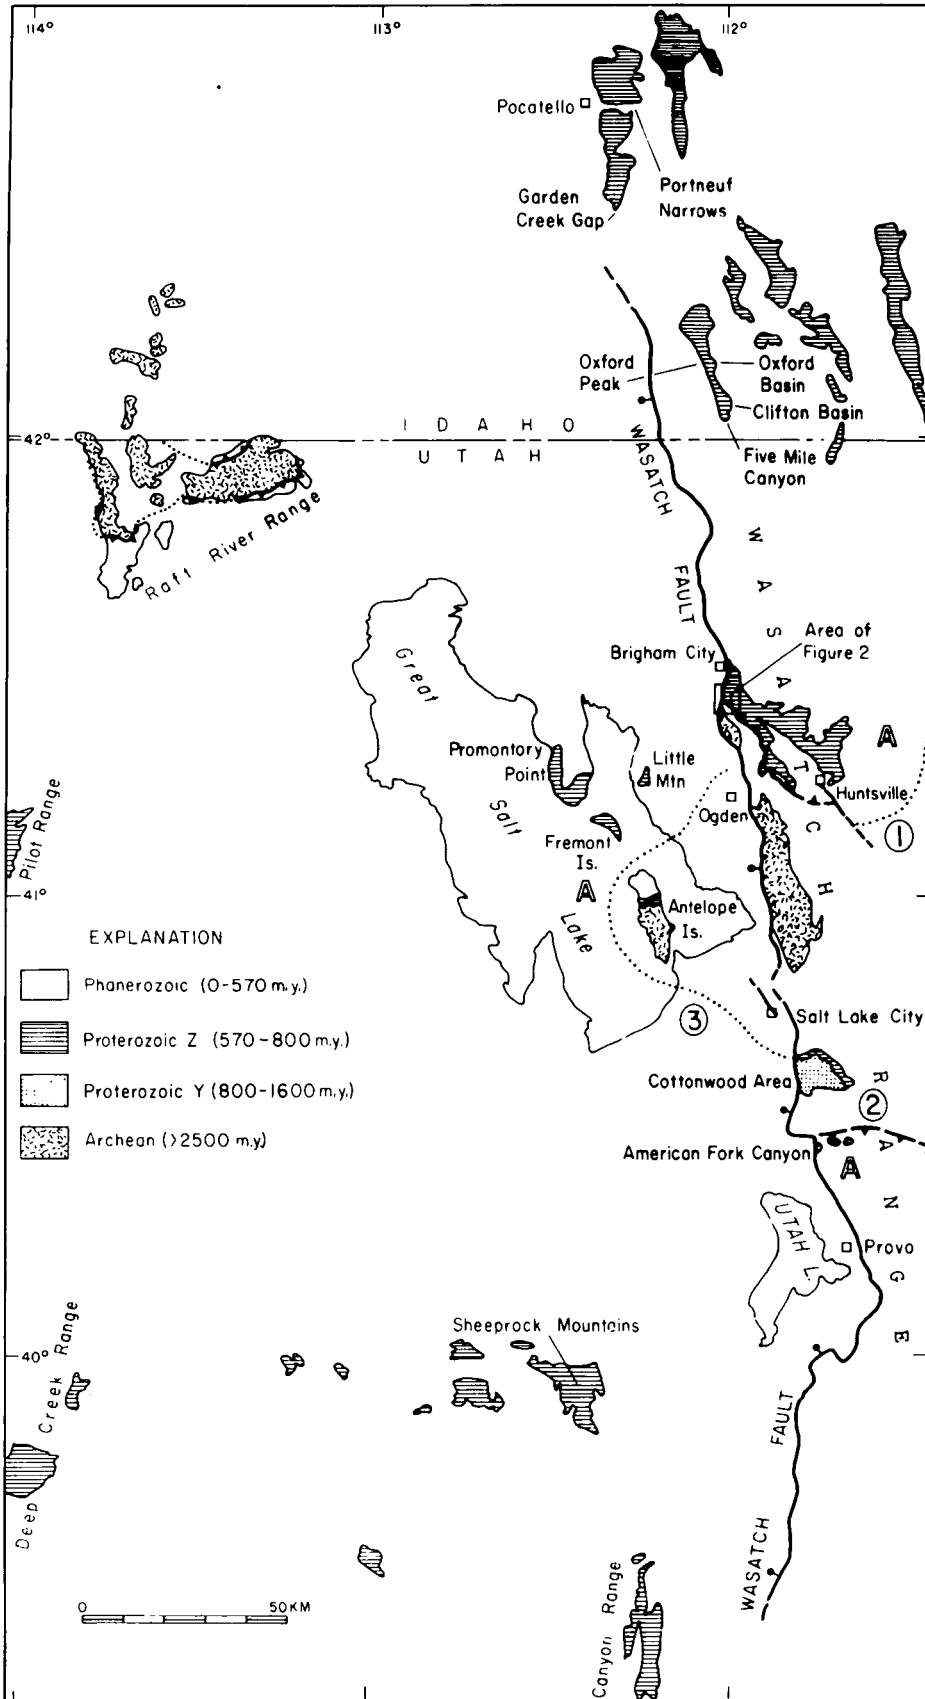 114°
113°
112°
Pocatello
Portneuf
Narrows
Garden
Creek Gap
Oxford
Peak
Oxford
Basin
Clifton Basin
Five Mile
Canyon
IDAHO
UTAH
Raft River Range
42°
WASATCH
FAULT
WASATCH RANGE
Area of
Figure 2
Brigham City
A
Great
Salt
Lake
Promontory
Point
Little
Mtn
Huntsville
Ogden
1
Fremont
Is.
A
Antelope
Is.
Pilot Range
41°
EXPLANATION
Phanerozoic (0-570 m.y.)
Proterozoic Z (570-800 m.y.)
Proterozoic Y (800-1600 m.y.)
Archean (>2500 m.y)
3
Salt Lake City
Cottonwood Area
2
American Fork Canyon
A
UTAH L.
Provo
Sheeprock Mountains
40°
Deep Creek Range
WASATCH FAULT
0 50 KM
Canyon Range